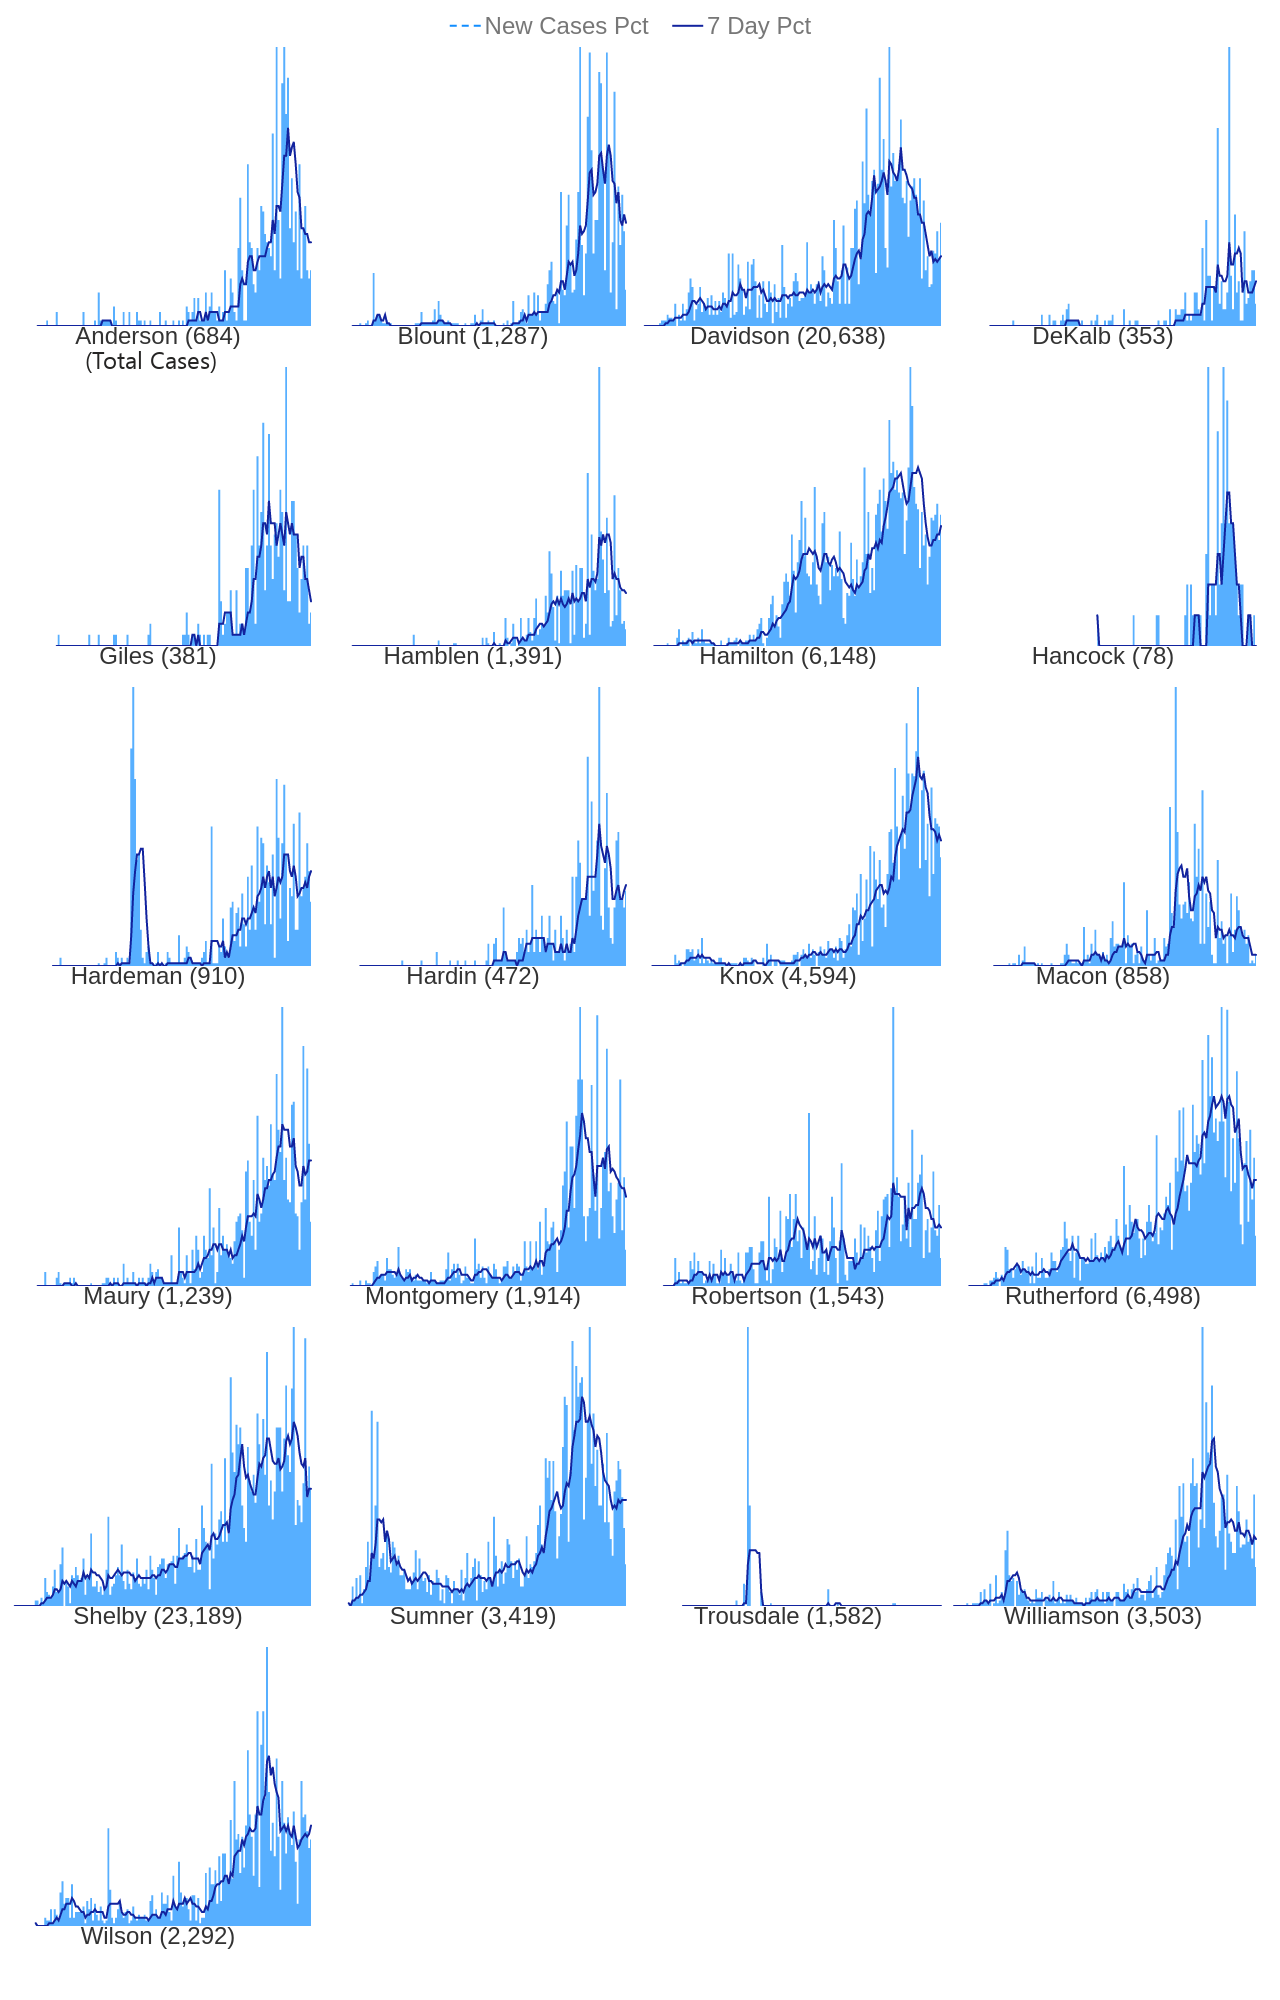 New Cases Pct 7 Day Pct
Anderson (684) Blount (1,287) Davidson (20,638) DeKalb (353)
(Total Cases)
Giles (381) Hamblen (1,391) Hamilton (6,148) Hancock (78)
Hardeman (910) Hardin (472) Knox (4,594) Macon (858)
Maury (1,239) Montgomery (1,914) Robertson (1,543) Rutherford (6,498)
Shelby (23,189) Sumner (3,419) Trousdale (1,582) Williamson (3,503)
Wilson (2,292)